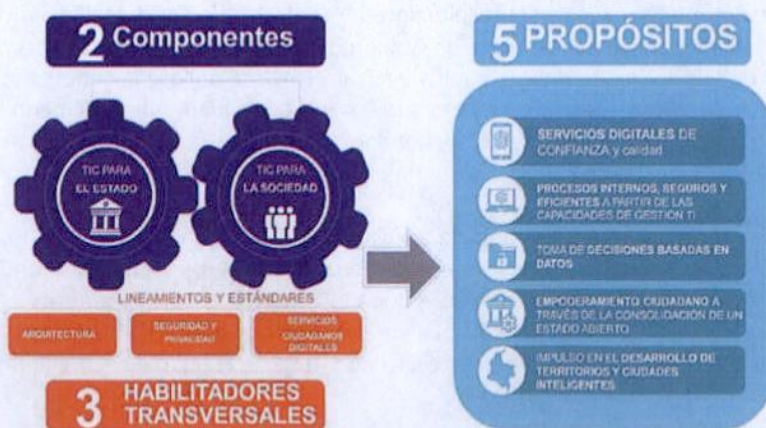 2 Componentes
TIC PARA
EL ESTADO
TIC PARA
LA SOCIEDAD
LINEAMIENTOS Y ESTÁNDARES
ARQUITECTURA
SEGURIDAD Y
PRIVACIDAD
SERVICIOS
CIUDADANOS
DIGITALES
3 HABILITADORES
TRANSVERSALES
5 PROPÓSITOS
SERVICIOS DIGITALES DE
CONFIANZA y calidad
PROCESOS INTERNOS, SEGUROS Y
EFICIENTES A PARTIR DE LAS
CAPACIDADES DE GESTIÓN TI
TOMA DE DECISIONES BASADAS EN
DATOS
EMPODERAMIENTO CIUDADANO A
TRAVÉS DE LA CONSOLIDACIÓN DE UN
ESTADO ABIERTO
IMPULSO EN EL DESARROLLO DE
TERRITORIOS Y CIUDADES
INTELIGENTES